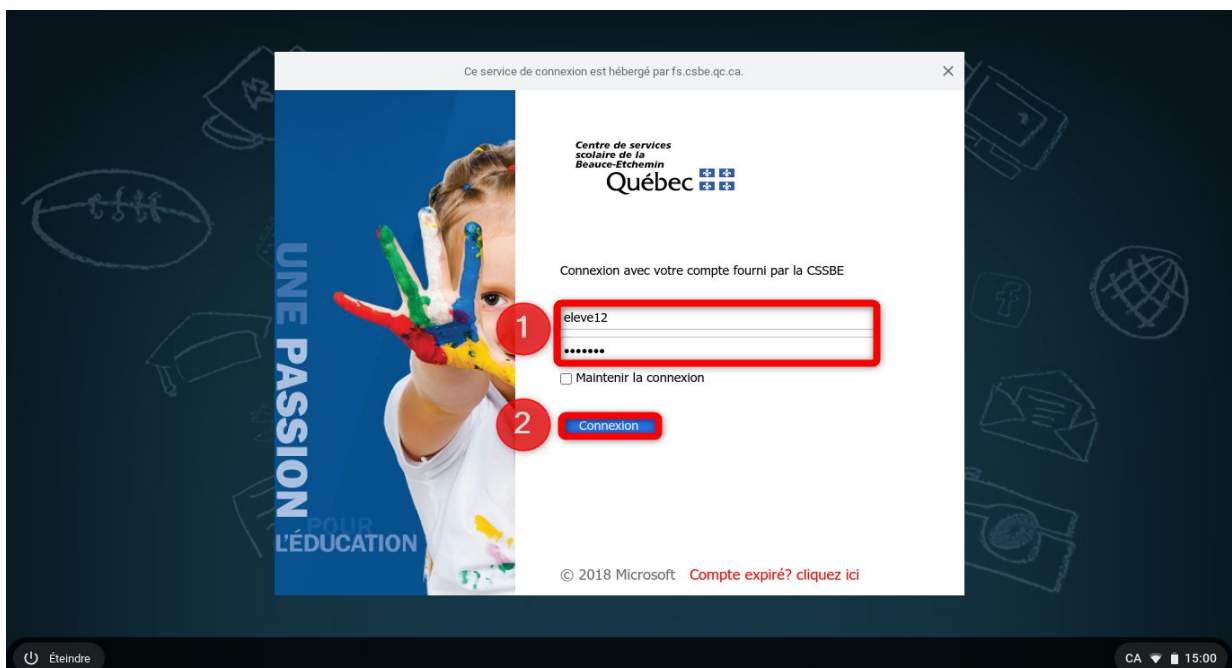 Ce service de connexion est hébergé par fs.csbe.qc.ca.
UNE PASSION
POUR
L'ÉDUCATION
Centre de services
scolaire de la
Beauce-Etchemin
Québec
Connexion avec votre compte fourni par la CSSBE
1
eleve12
•••••••
Maintenir la connexion
2
Connexion
© 2018 Microsoft Compte expiré? cliquez ici
Éteindre
CA 15:00